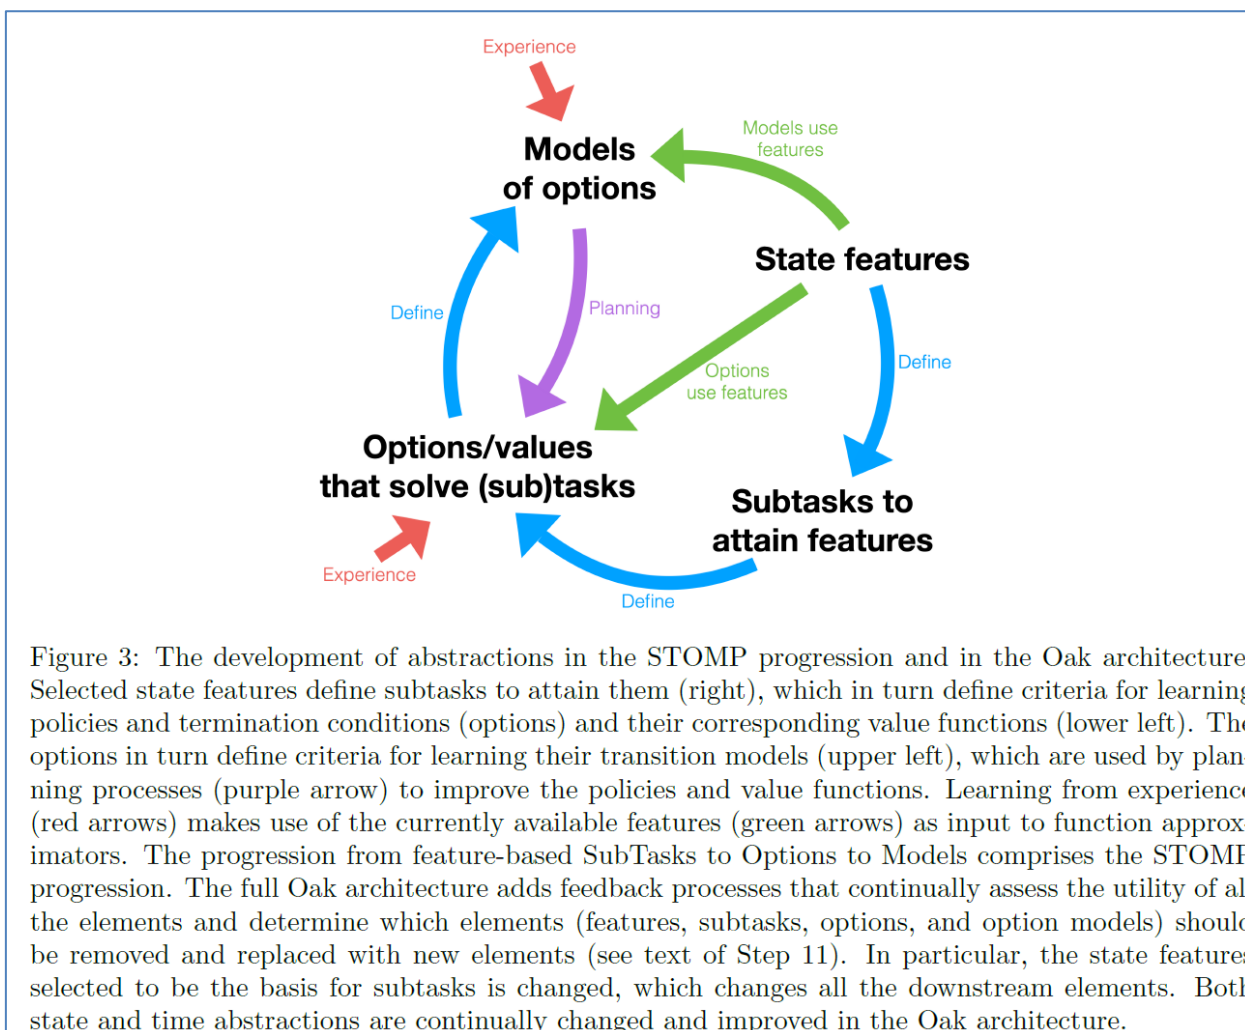 Experience
Models
of options
Models use
features
State features
Define
Planning
Define
Options
use features
Options/values
that solve (sub)tasks
Subtasks to
attain features
Experience
Define
Figure 3: The development of abstractions in the STOMP progression and in the Oak architecture
Selected state features define subtasks to attain them (right), which in turn define criteria for learning
policies and termination conditions (options) and their corresponding value functions (lower left). The
options in turn define criteria for learning their transition models (upper left), which are used by plan-
ning processes (purple arrow) to improve the policies and value functions. Learning from experience
(red arrows) makes use of the currently available features (green arrows) as input to function approx-
imators. The progression from feature-based SubTasks to Options to Models comprises the STOMP
progression. The full Oak architecture adds feedback processes that continually assess the utility of al
the elements and determine which elements (features, subtasks, options, and option models) should
be removed and replaced with new elements (see text of Step 11). In particular, the state features
selected to be the basis for subtasks is changed, which changes all the downstream elements. Both
state and time abstractions are continually changed and improved in the Oak architecture.